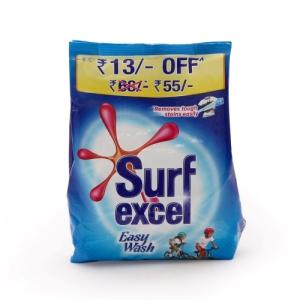 ₹13/- OFF^
₹68/- ₹55/-
Removes tough
stains easily
Surf
excel
Easy
Wash